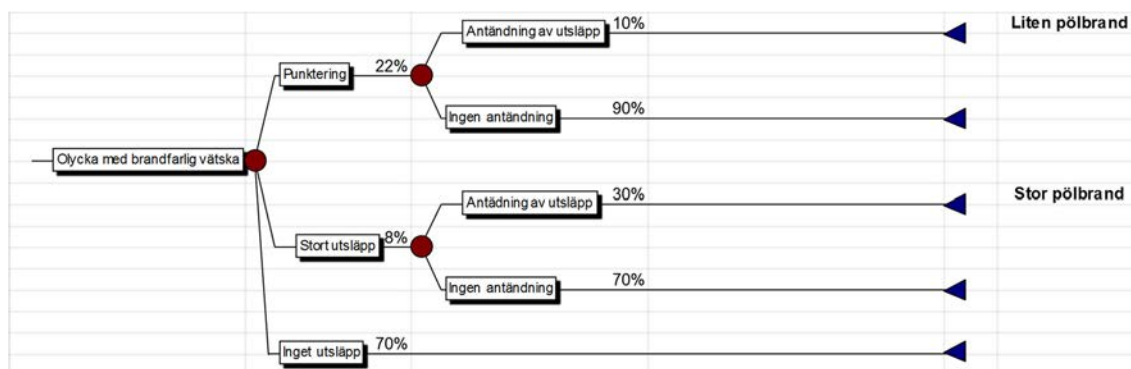 Antändning av utsläpp 10% Liten pölbrand
Punktering 22%
Ingen antändning 90%
Olycka med brandfarlig vätska
Antädning av utsläpp 30% Stor pölbrand
Stort utsläpp 8%
Ingen antändning 70%
Inget utsläpp 70%